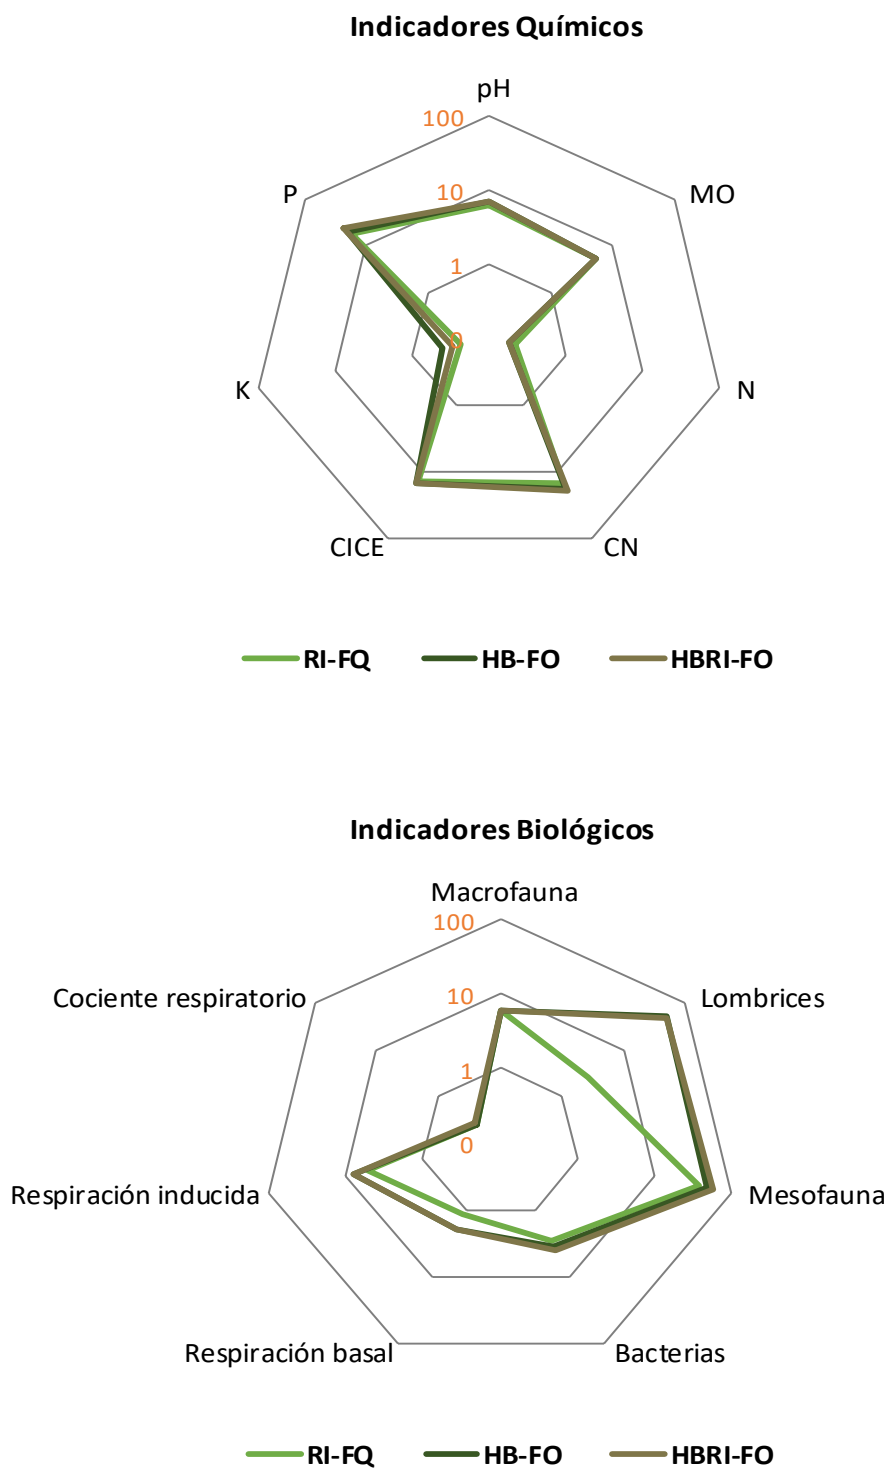 Indicadores Químicos
pH
100
P
MO
10
1
0
K
N
CICE
CN
RI-FQ HB-FO HBRI-FO
Indicadores Biológicos
Macrofauna
100
Cociente respiratorio
Lombrices
10
1
0
Respiración inducida
Mesofauna
Respiración basal
Bacterias
RI-FQ HB-FO HBRI-FO